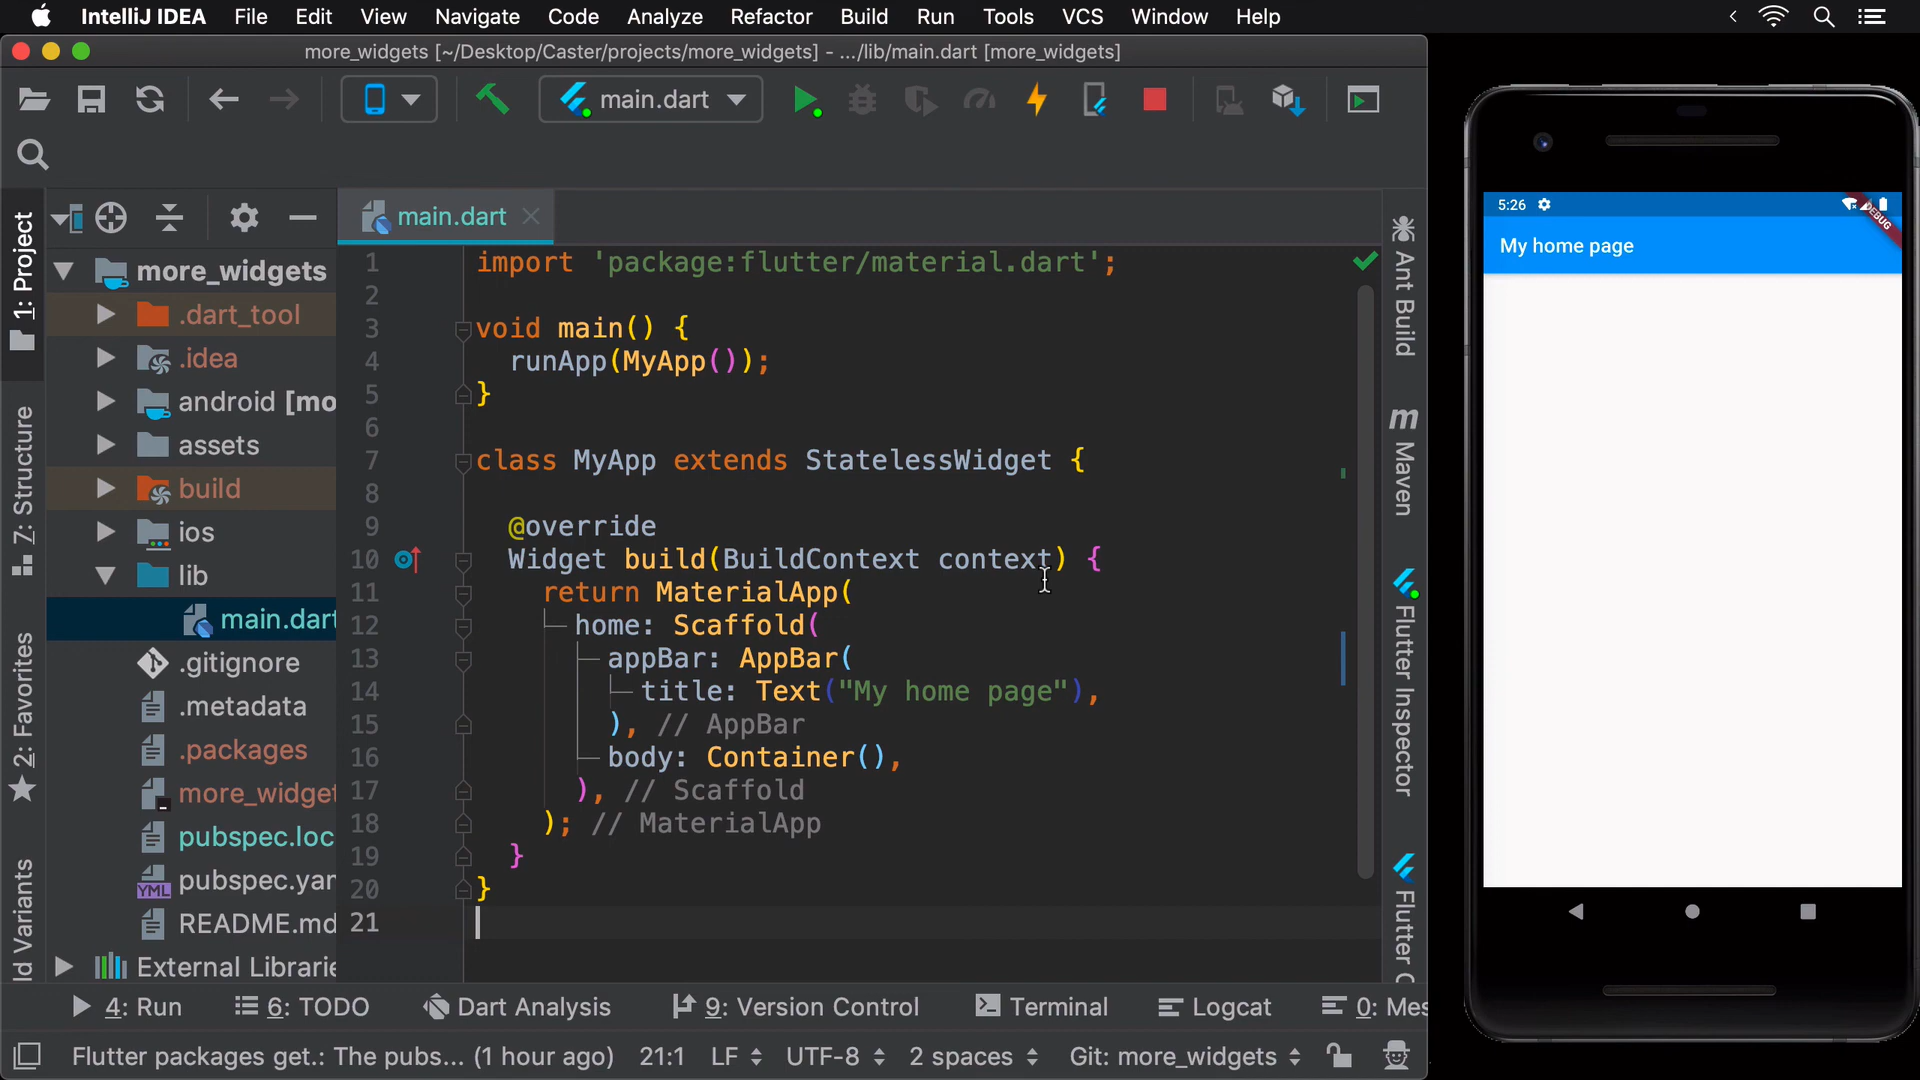 IntelliJ IDEA File Edit View Navigate Code Analyze Refactor Build Run Tools VCS Window Help
more_widgets [~/Desktop/Caster/projects/more_widgets] - .../lib/main.dart [more_widgets]
main.dart
1: Project
7: Structure
2: Favorites
ld Variants
more_widgets
.dart_tool
.idea
android [mo
assets
build
ios
lib
main.dart
.gitignore
.metadata
.packages
more_widget
pubspec.loc
YML pubspec.yam
README.md
External Librarie
main.dart
1 import 'package:flutter/material.dart';
2
3 void main() {
4 runApp(MyApp());
5 }
6
7 class MyApp extends StatelessWidget {
8
9 @override
10 Widget build(BuildContext context) {
11 return MaterialApp(
12 home: Scaffold(
13 appBar: AppBar(
14 title: Text("My home page"),
15 ), // AppBar
16 body: Container(),
17 ), // Scaffold
18 ); // MaterialApp
19 }
20 }
21
Ant Build
m Maven
Flutter Inspector
Flutter O
4: Run 6: TODO Dart Analysis 9: Version Control Terminal Logcat 0: Mes
Flutter packages get.: The pubs... (1 hour ago) 21:1 LF UTF-8 2 spaces Git: more_widgets
5:26
DEBUG
My home page